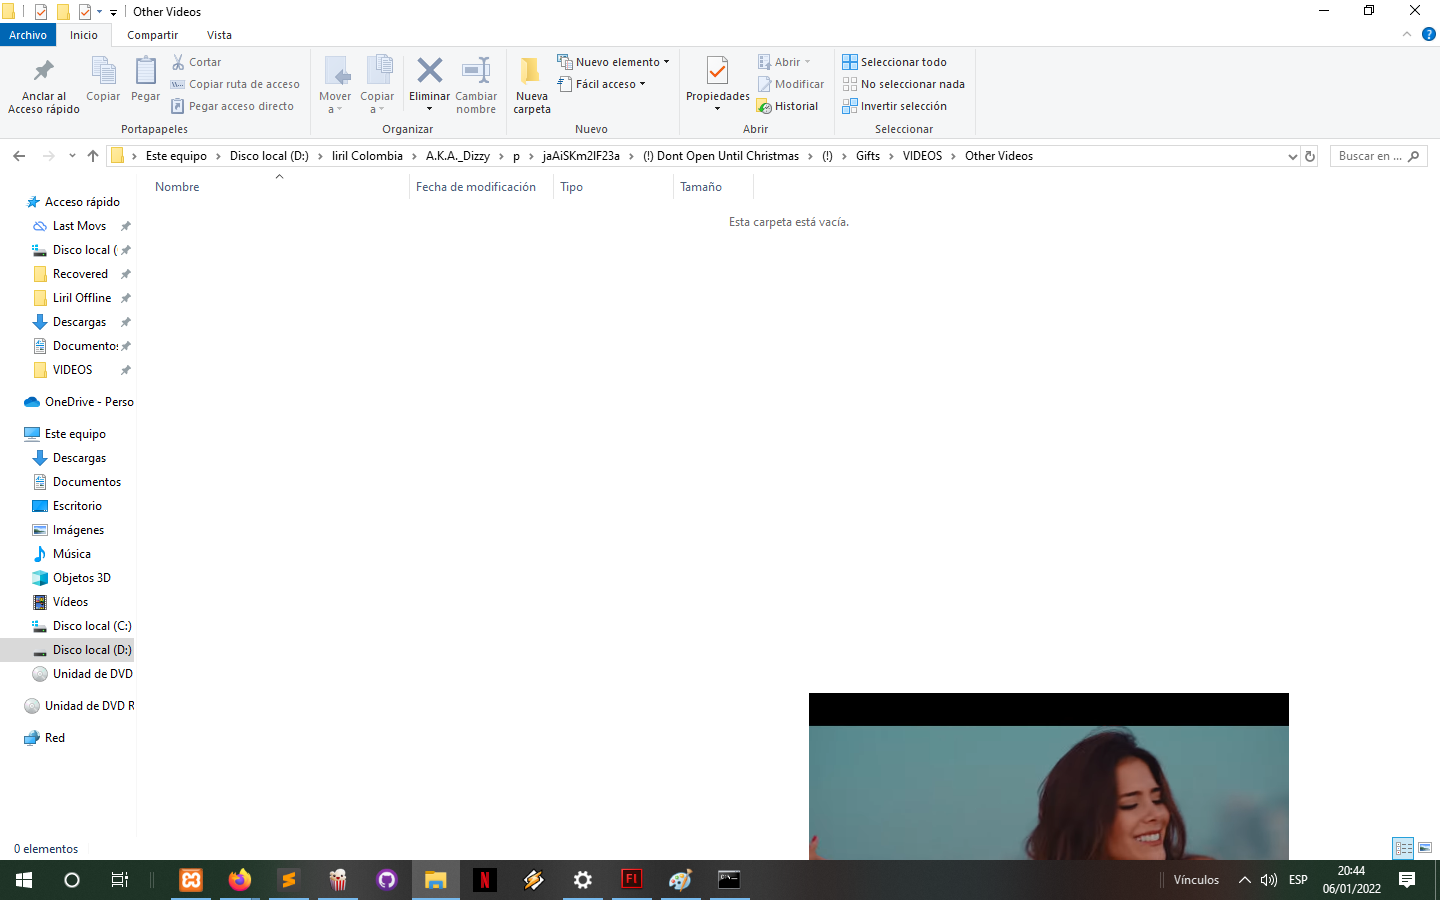 Other Videos
Archivo Inicio Compartir Vista
Anclar al Acceso rápido
Copiar
Pegar
Cortar
Copiar ruta de acceso
Pegar acceso directo
Portapapeles
Mover a
Copiar a
Eliminar
Cambiar nombre
Organizar
Nueva carpeta
Nuevo elemento
Fácil acceso
Nuevo
Propiedades
Abrir
Modificar
Historial
Abrir
Seleccionar todo
No seleccionar nada
Invertir selección
Seleccionar
Este equipo > Disco local (D:) > liril Colombia > A.K.A._Dizzy > p > > (!) Dont Open Until Christmas > (!) > Gifts > VIDEOS > Other Videos
Buscar en ...
Nombre Fecha de modificación Tipo Tamaño
Esta carpeta está vacía.
Acceso rápido
Last Movs
Disco local (
Recovered
Liril Offline
Descargas
Documentos
VIDEOS
OneDrive - Perso
Este equipo
Descargas
Documentos
Escritorio
Imágenes
Música
Objetos 3D
Vídeos
Disco local (C:)
Disco local (D:)
Unidad de DVD
Unidad de DVD R
Red
0 elementos
Fl
Vínculos
ESP
20:44
06/01/2022